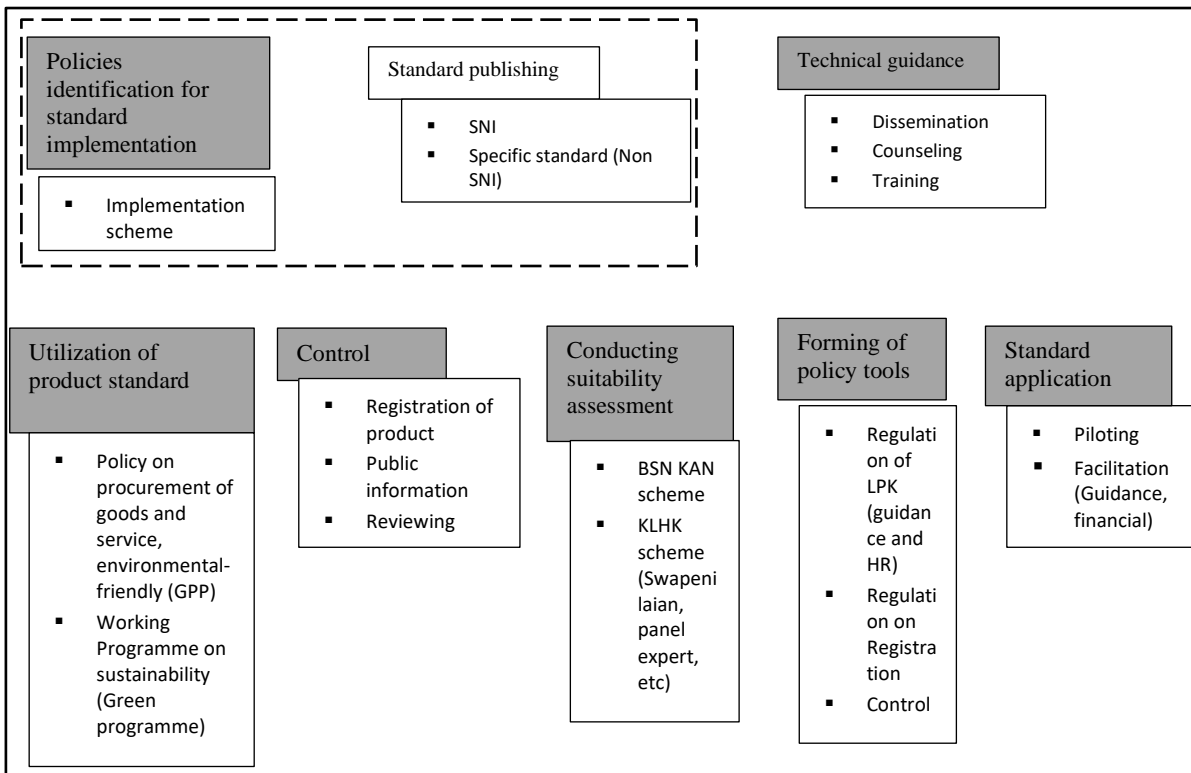 Policies
identification for
standard
implementation
▪ Implementation
scheme
Standard publishing
▪ SNI
▪ Specific standard (Non
SNI)
Technical guidance
▪ Dissemination
▪ Counseling
▪ Training
Utilization of
product standard
▪ Policy on
procurement of
goods and
service,
environmental-
friendly (GPP)
▪ Working
Programme on
sustainability
(Green
programme)
Control
▪ Registration of
product
▪ Public
information
▪ Reviewing
Conducting
suitability
assessment
▪ BSN KAN
scheme
▪ KLHK
scheme
(Swapeni
laian,
panel
expert,
etc)
Forming of
policy tools
▪ Regulati
on of
LPK
(guidan
ce and
HR)
▪ Regulati
on on
Registra
tion
▪ Control
Standard
application
▪ Piloting
▪ Facilitation
(Guidance,
financial)